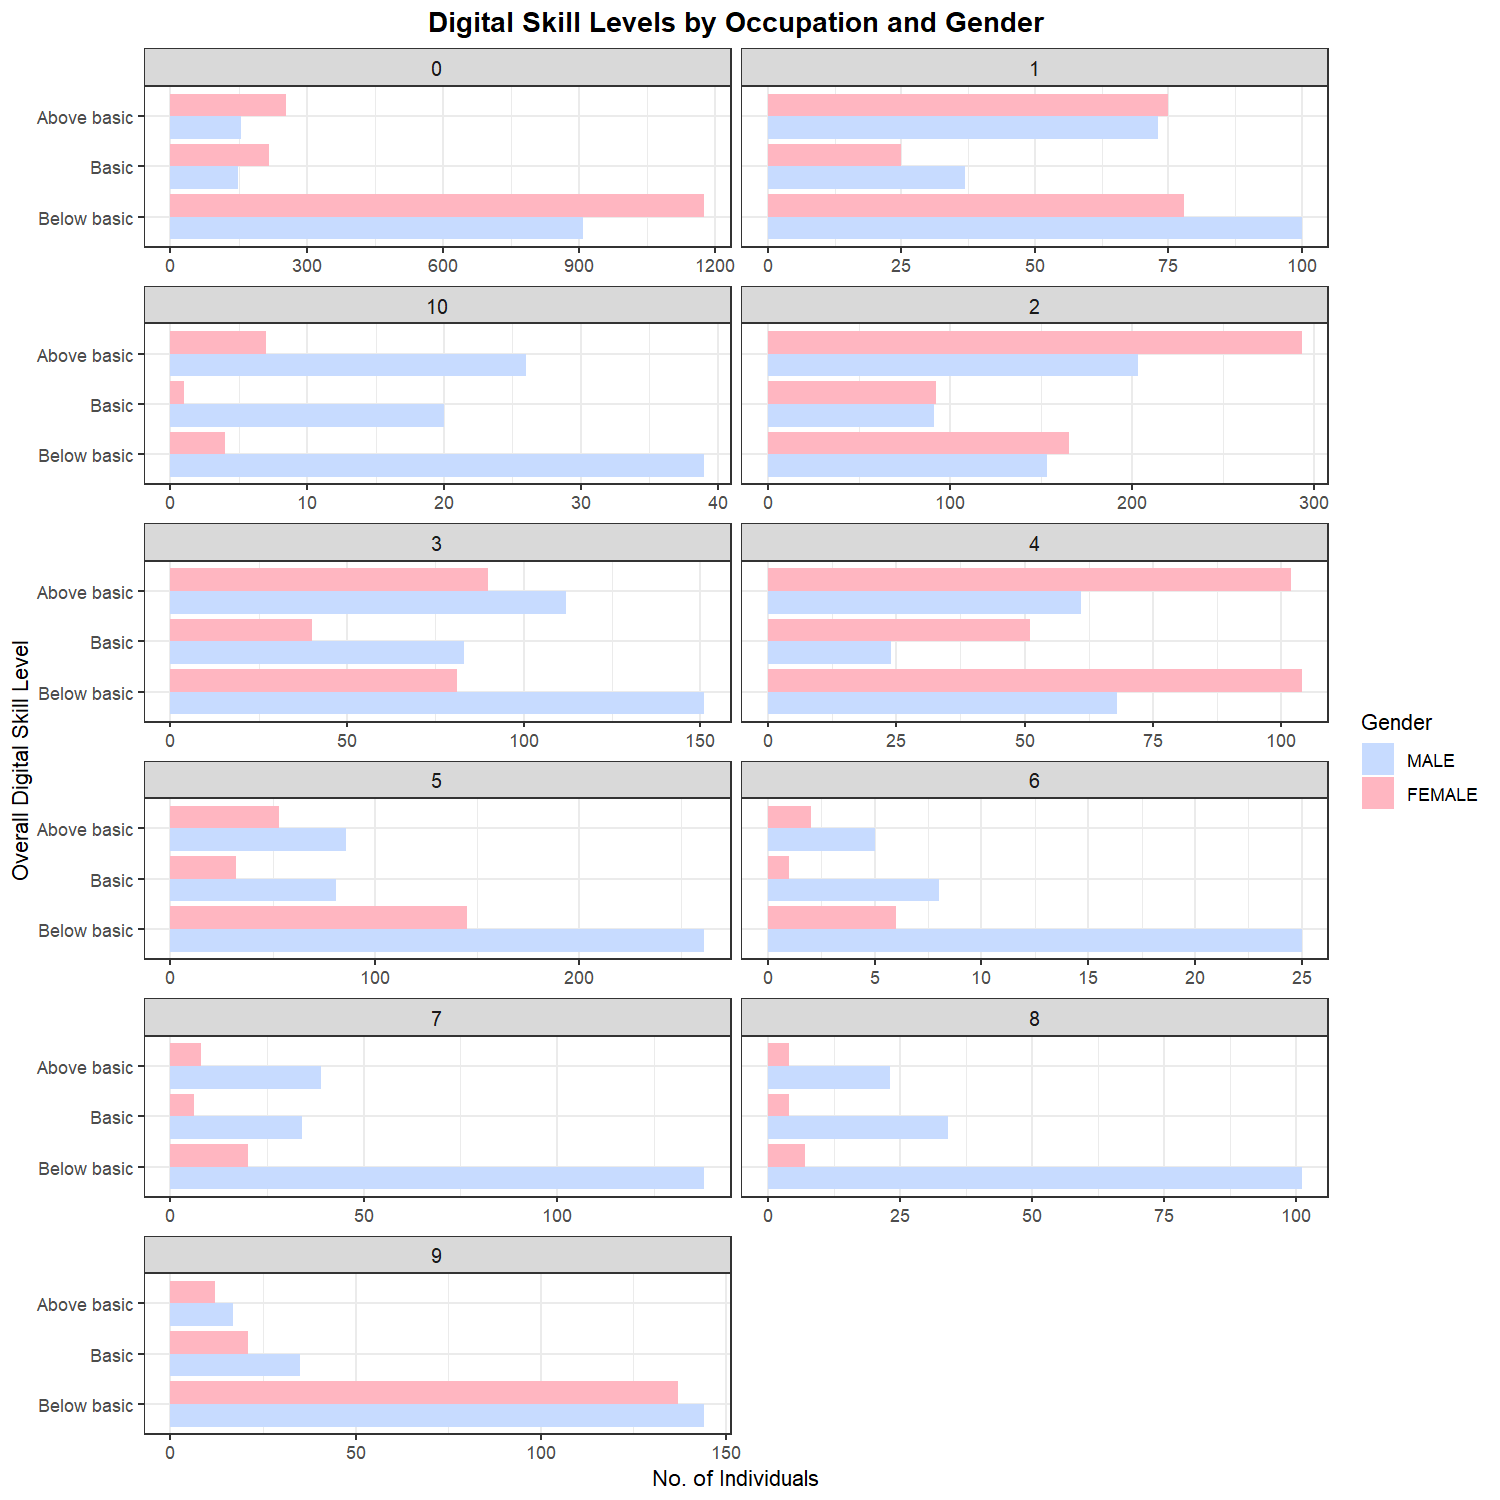 Digital Skill Levels by Occupation and Gender
0 1
Above basic
Basic
Below basic
0 300 600 900 1200 0 25 50 75 100
10 2
Above basic
Basic
Below basic
0 10 20 30 40 0 100 200 300
3 4
Above basic
Basic
Below basic
0 50 100 150 0 25 50 75 100
5 6
Above basic
Basic
Below basic
0 100 200 0 5 10 15 20 25
7 8
Above basic
Basic
Below basic
0 50 100 0 25 50 75 100
9
Above basic
Basic
Below basic
0 50 100 150
No. of Individuals
Overall Digital Skill Level
Gender
MALE
FEMALE